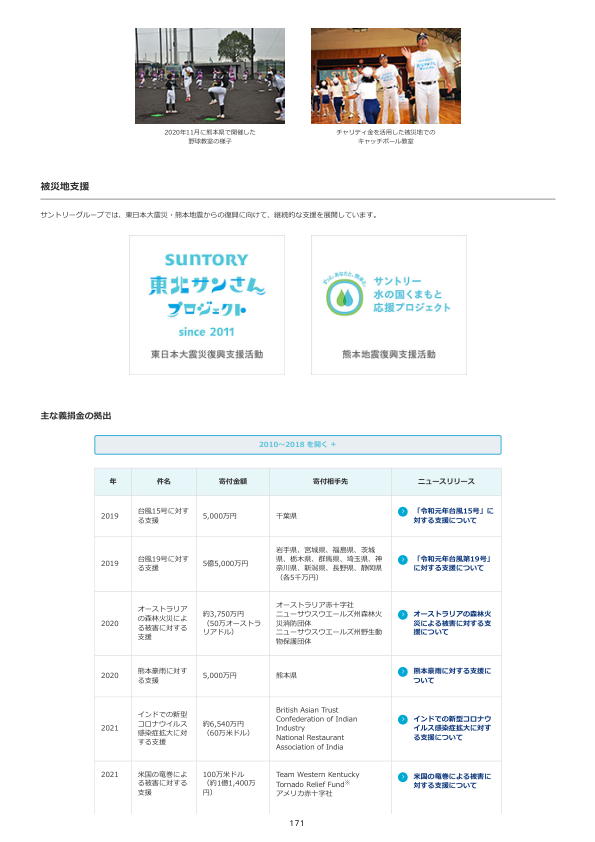 2020年11月に熊本県で開催した
野球教室の様子
チャリティ金を活用した被災地での
キャッチボール教室
被災地支援
サントリーグループでは、東日本大震災・熊本地震からの復興に向けて、継続的な支援を展開しています。
SUNTORY
東北サンさん
プロジェクト
since 2011
東日本大震災復興支援活動
サントリー
水の国くまもと
応援プロジェクト
熊本地震復興支援活動
主な義捐金の拠出
2010～2018 を開く +
年 件名 寄付金額 寄付相手先 ニュースリリース
2019
台風15号に対す
る支援
5,000万円
千葉県
「令和元年台風15号」に
対する支援について
2019
台風19号に対す
る支援
5億5,000万円
岩手県、宮城県、福島県、茨城
県、栃木県、群馬県、埼玉県、神
奈川県、新潟県、長野県、静岡県
（各5千万円）
「令和元年台風第19号」
に対する支援について
2020
オーストラリア
の森林火災によ
る被害に対する
支援
約3,750万円
（50万オーストラ
リアドル）
オーストラリア赤十字社
ニューサウスウエールズ州森林火
災消防団体
ニューサウスウエールズ州野生動
物保護団体
オーストラリアの森林火
災による被害に対する支
援について
2020
熊本豪雨に対す
る支援
5,000万円
熊本県
熊本豪雨に対する支援に
ついて
2021
インドでの新型
コロナウイルス
感染症拡大に対
する支援
約6,540万円
（60万米ドル）
British Asian Trust
Confederation of Indian
Industry
National Restaurant
Association of India
インドでの新型コロナウ
イルス感染症拡大に対す
る支援について
2021
米国の竜巻によ
る被害に対する
支援
100万米ドル
（約1億1,400万
円）
Team Western Kentucky
Tornado Relief Fund※
アメリカ赤十字社
米国の竜巻による被害に
対する支援について
171